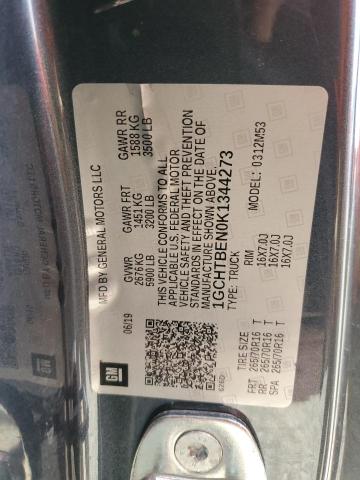 MFD BY GENERAL MOTORS LLC
06/19
GVWR
2676 KG
5900 LB
GAWR FRT
1451 KG
3200 LB
GAWR RR
1588 KG
3500 LB
THIS VEHICLE CONFORMS TO ALL
APPLICABLE U.S. FEDERAL MOTOR
VEHICLE SAFETY AND THEFT PREVENTION
STANDARDS IN EFFECT ON THE DATE OF
MANUFACTURE SHOWN ABOVE.
1GCHTBEN0K1344273
TYPE: TRUCK
MODEL: 0312M53
TIRE SIZE RIM
FRT 265/70R16 T 16X7.0J
RR 265/70R16 T 16X7.0J
SPA 265/70R16 T 16X7.0J
GM